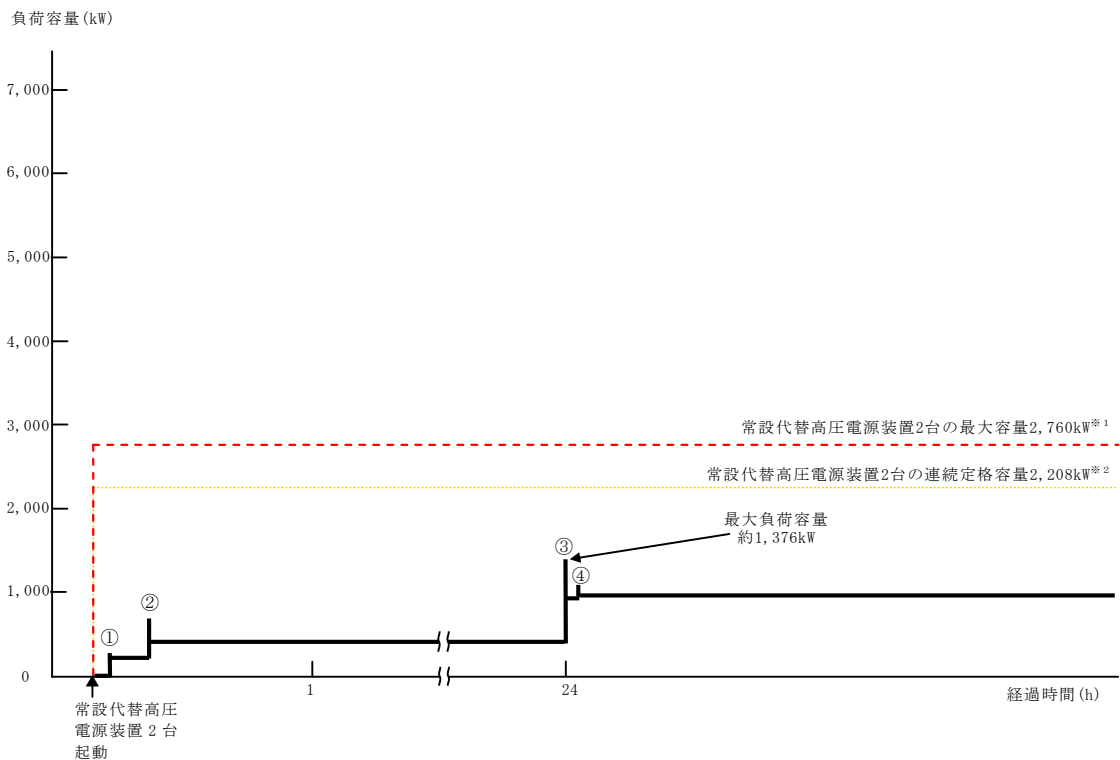 負荷容量(kW)
7,000
6,000
5,000
4,000
3,000
常設代替高圧電源装置2台の最大容量2,760kW※1
常設代替高圧電源装置2台の連続定格容量2,208kW※2
2,000
最大負荷容量
約1,376kW
③
④
1,000
②
①
0
1
24
経過時間(h)
常設代替高圧
電源装置2台
起動